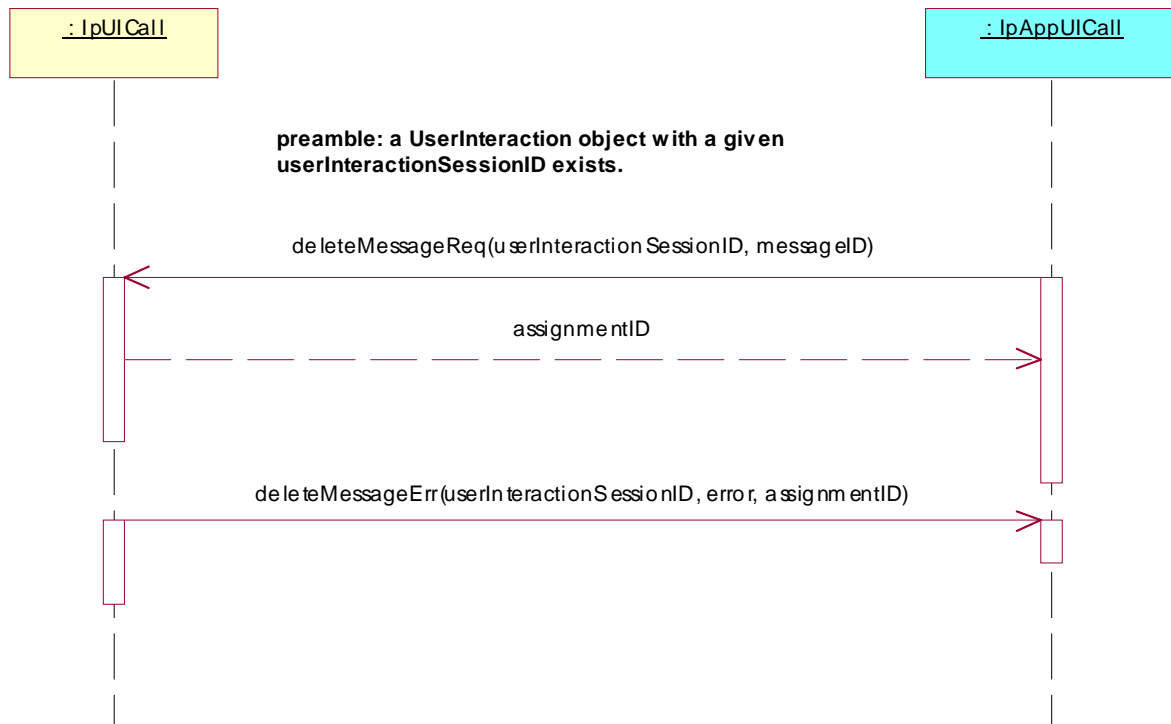 : IpUICall
: IpAppUICall
preamble: a UserInteraction object with a given
userInteractionSessionID exists.
deleteMessageReq(userInteractionSessionID, messageID)
assignmentID
deleteMessageErr(userInteractionSessionID, error, assignmentID)